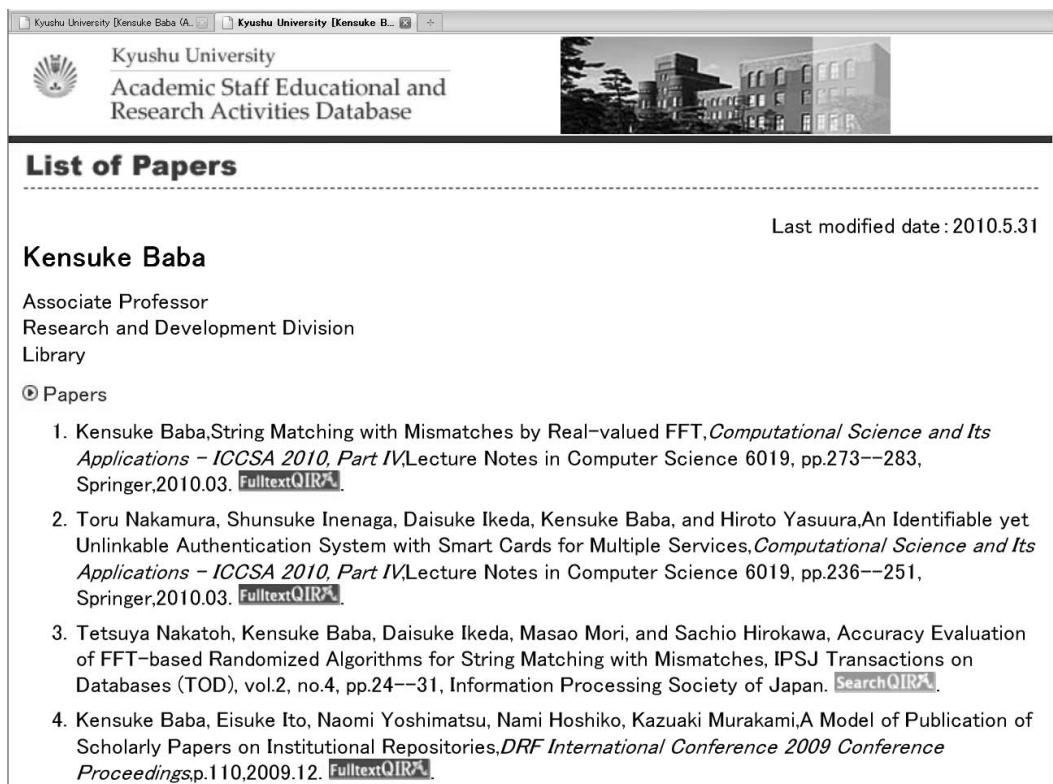 Kyushu University [Kensuke Baba (A...
Kyushu University [Kensuke B...
Kyushu University
Academic Staff Educational and
Research Activities Database
List of Papers
Last modified date : 2010.5.31
Kensuke Baba
Associate Professor
Research and Development Division
Library
Papers
1. Kensuke Baba,String Matching with Mismatches by Real-valued FFT,Computational Science and Its
Applications - ICCSA 2010, Part IV,Lecture Notes in Computer Science 6019, pp.273--283,
Springer,2010.03. FulltextQIR.
2. Toru Nakamura, Shunsuke Inenaga, Daisuke Ikeda, Kensuke Baba, and Hiroto Yasuura,An Identifiable yet
Unlinkable Authentication System with Smart Cards for Multiple Services,Computational Science and Its
Applications - ICCSA 2010, Part IV,Lecture Notes in Computer Science 6019, pp.236--251,
Springer,2010.03. FulltextQIR.
3. Tetsuya Nakatoh, Kensuke Baba, Daisuke Ikeda, Masao Mori, and Sachio Hirokawa, Accuracy Evaluation
of FFT-based Randomized Algorithms for String Matching with Mismatches, IPSJ Transactions on
Databases (TOD), vol.2, no.4, pp.24--31, Information Processing Society of Japan. SearchQIR.
4. Kensuke Baba, Eisuke Ito, Naomi Yoshimatsu, Nami Hoshiko, Kazuaki Murakami,A Model of Publication of
Scholarly Papers on Institutional Repositories,DRF International Conference 2009 Conference
Proceedings,p.110,2009.12. FulltextQIR.